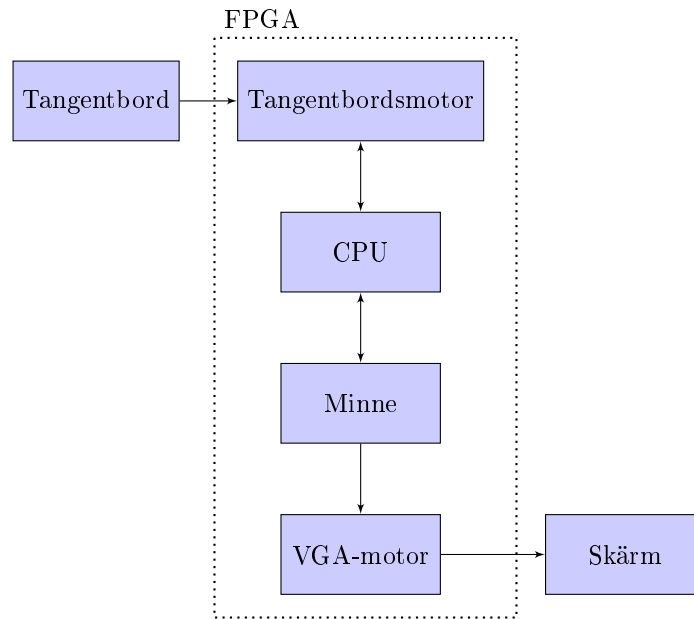 FPGA
Tangentbord
Tangentbordsmotor
CPU
Minne
VGA-motor
Skärm